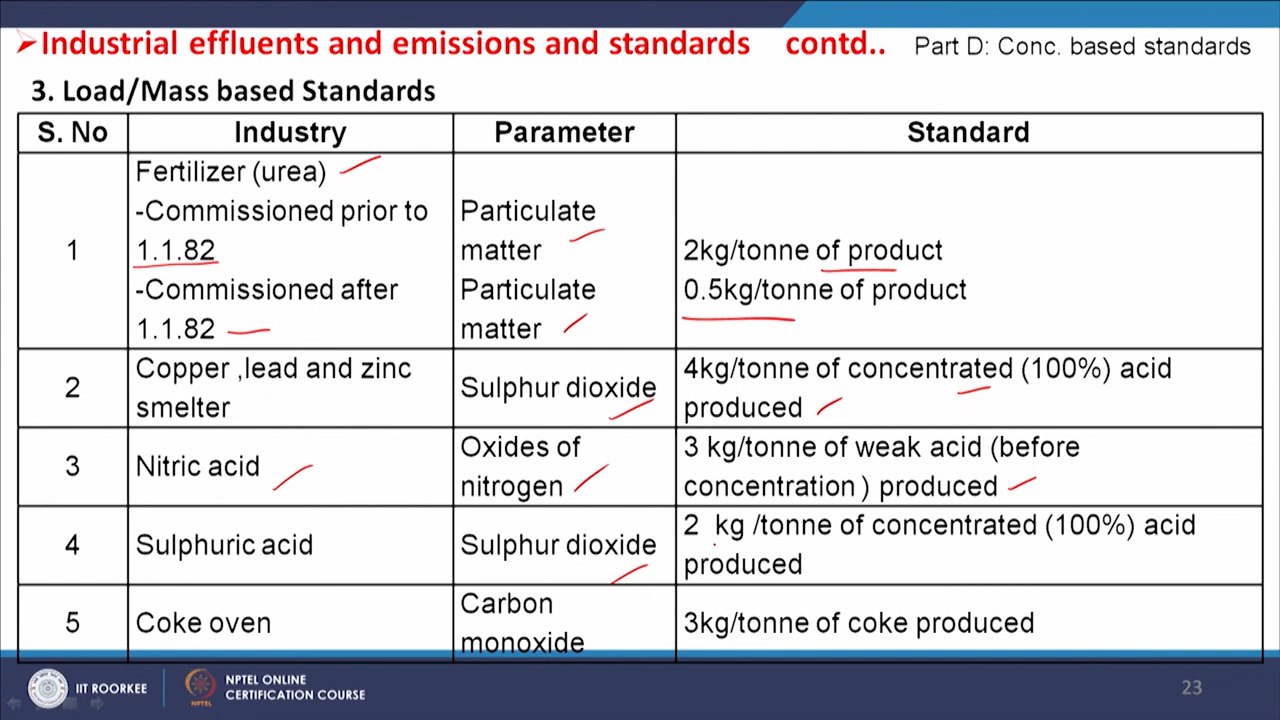 Industrial effluents and emissions and standards contd.. Part D: Conc. based standards
3. Load/Mass based Standards
S. No Industry Parameter Standard
1
Fertilizer (urea)
-Commissioned prior to
1.1.82
-Commissioned after
1.1.82
Particulate
matter
Particulate
matter
2kg/tonne of product
0.5kg/tonne of product
2
Copper ,lead and zinc
smelter
Sulphur dioxide
4kg/tonne of concentrated (100%) acid
produced
3
Nitric acid
Oxides of
nitrogen
3 kg/tonne of weak acid (before
concentration ) produced
4
Sulphuric acid
Sulphur dioxide
2 kg /tonne of concentrated (100%) acid
produced
5
Coke oven
Carbon
monoxide
3kg/tonne of coke produced
IIT ROORKEE
NPTEL
NPTEL ONLINE
CERTIFICATION COURSE
23